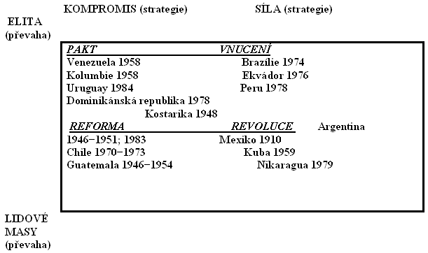 KOMPROMIS (strategie) SÍLA (strategie)
ELITA
(převaha)
PAKT VNUCENÍ
Venezuela 1958 Brazílie 1974
Kolumbie 1958 Ekvádor 1976
Uruguay 1984 Peru 1978
Dominikánská republika 1978
Kostarika 1948
REFORMA REVOLUCE Argentina
1946−1951; 1983 Mexiko 1910
Chile 1970−1973 Kuba 1959
Guatemala 1946−1954 Nikaragua 1979
LIDOVÉ
MASY
(převaha)